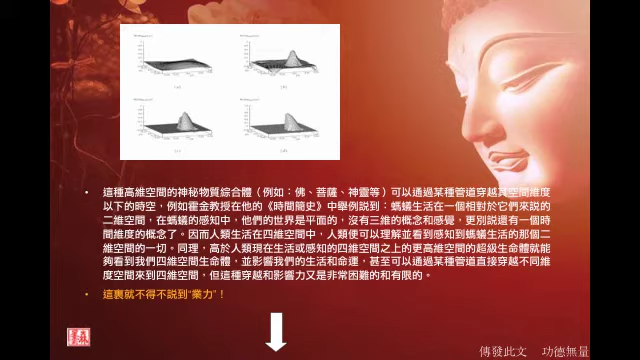 • 這種高維空間的神秘物質綜合體（例如：佛、菩薩、神靈等）可以通過某種管道穿越其空間維度
以下的時空，例如霍金教授在他的《時間簡史》中舉例説到：螞蟻生活在一個相對於它們來説的
二維空間，在螞蟻的感知中，他們的世界是平面的，沒有三維的概念和感覺，更別説還有一個時
間維度的概念了。因而人類生活在四維空間中，人類便可以理解並看到感知到螞蟻生活的那個二
維空間的一切。同理，高於人類現在生活或感知的四維空間之上的更高維空間的超級生命體就能
夠看到我們四維空間生命體，並影響我們的生活和命運，甚至可以通過某種管道直接穿越不同維
度空間來到四維空間，但這種穿越和影響力又是非常困難的和有限的。
• 這裏就不得不説到“業力”！
傳發此文 功德無量